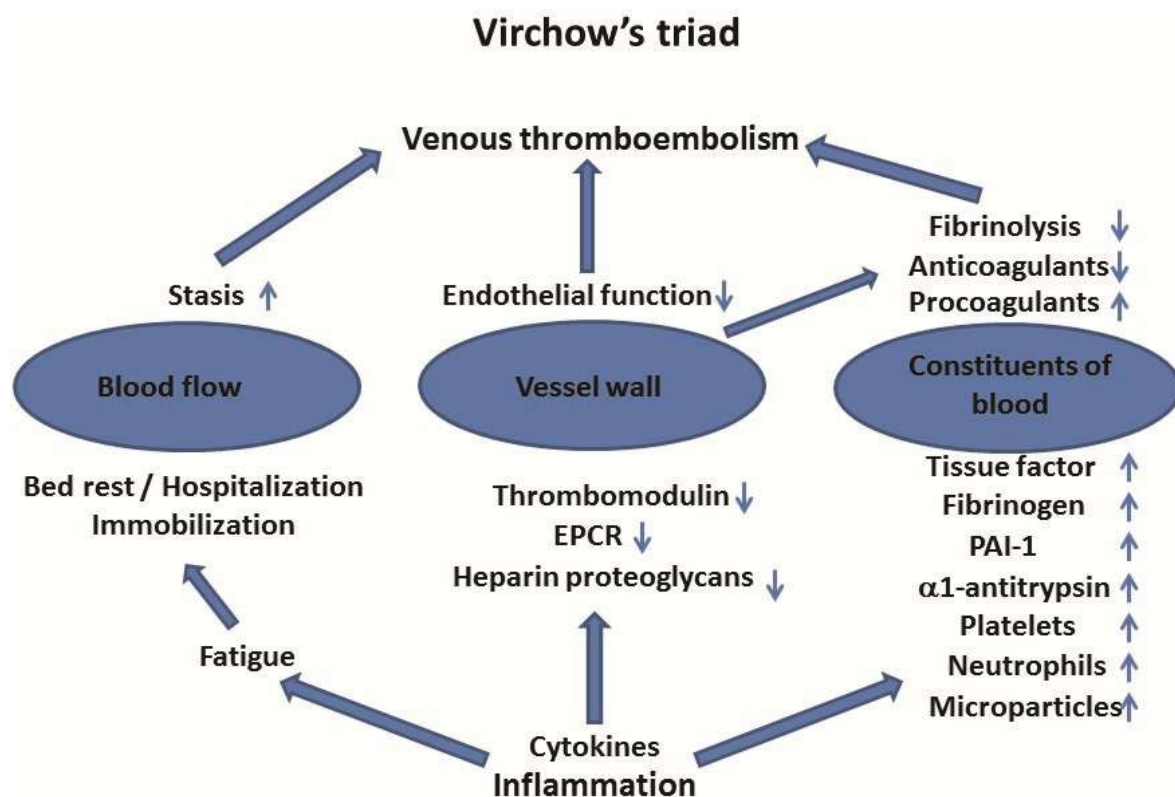 Virchow's triad
Venous thromboembolism
Stasis ↑
Blood flow
Bed rest / Hospitalization
Immobilization
Fatigue
Endothelial function ↓
Vessel wall
Thrombomodulin ↓
EPCR ↓
Heparin proteoglycans ↓
Fibrinolysis ↓
Anticoagulants ↓
Procoagulants ↑
Constituents of
blood
Tissue factor ↑
Fibrinogen ↑
PAI-1 ↑
α1-antitrypsin ↑
Platelets ↑
Neutrophils ↑
Microparticles ↑
Cytokines
Inflammation